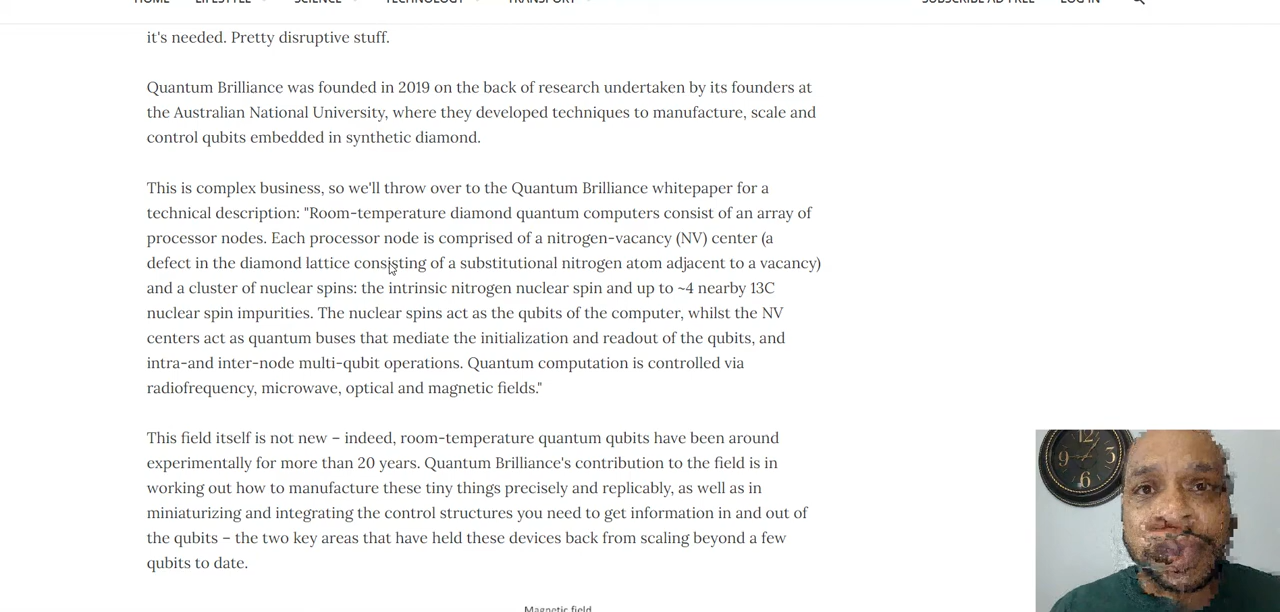 HOME LIFESTYLE SCIENCE TECHNOLOGY TRANSPORT SUBSCRIBE AD FREE LOG IN
it's needed. Pretty disruptive stuff.
Quantum Brilliance was founded in 2019 on the back of research undertaken by its founders at
the Australian National University, where they developed techniques to manufacture, scale and
control qubits embedded in synthetic diamond.
This is complex business, so we'll throw over to the Quantum Brilliance whitepaper for a
technical description: "Room-temperature diamond quantum computers consist of an array of
processor nodes. Each processor node is comprised of a nitrogen-vacancy (NV) center (a
defect in the diamond lattice consisting of a substitutional nitrogen atom adjacent to a vacancy)
and a cluster of nuclear spins: the intrinsic nitrogen nuclear spin and up to ~4 nearby 13C
nuclear spin impurities. The nuclear spins act as the qubits of the computer, whilst the NV
centers act as quantum buses that mediate the initialization and readout of the qubits, and
intra-and inter-node multi-qubit operations. Quantum computation is controlled via
radiofrequency, microwave, optical and magnetic fields."
This field itself is not new – indeed, room-temperature quantum qubits have been around
experimentally for more than 20 years. Quantum Brilliance's contribution to the field is in
working out how to manufacture these tiny things precisely and replicably, as well as in
miniaturizing and integrating the control structures you need to get information in and out of
the qubits – the two key areas that have held these devices back from scaling beyond a few
qubits to date.
Magnetic field
12
9 3
6